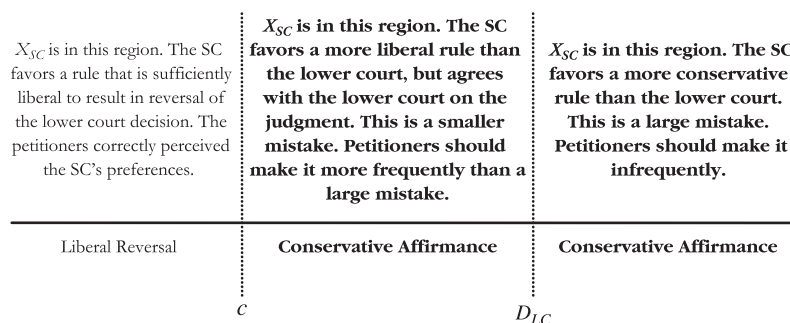 X_SC is in this region. The SC
favors a rule that is sufficiently
liberal to result in reversal of
the lower court decision. The
petitioners correctly perceived
the SC's preferences.
X_SC is in this region. The SC
favors a more liberal rule than
the lower court, but agrees
with the lower court on the
judgment. This is a smaller
mistake. Petitioners should
make it more frequently than a
large mistake.
X_SC is in this region. The SC
favors a more conservative
rule than the lower court.
This is a large mistake.
Petitioners should make it
infrequently.
Liberal Reversal
Conservative Affirmance
Conservative Affirmance
c
D_LC